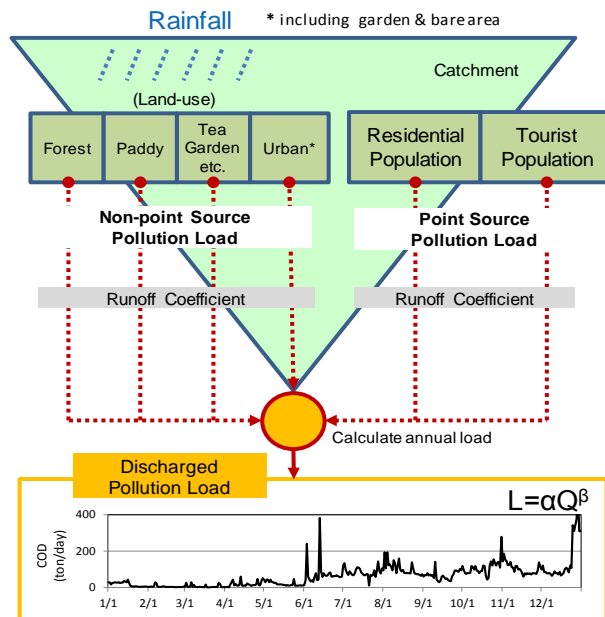 Rainfall
* including garden & bare area
Catchment
(Land-use)
Forest
Paddy
Tea
Garden
etc.
Urban*
Residential
Population
Tourist
Population
Non-point Source
Pollution Load
Point Source
Pollution Load
Runoff Coefficient
Runoff Coefficient
Calculate annual load
Discharged
Pollution Load
L=αQᵝ
COD
(ton/day)
400
200
0
1/1 2/1 3/1 4/1 5/1 6/1 7/1 8/1 9/1 10/1 11/1 12/1